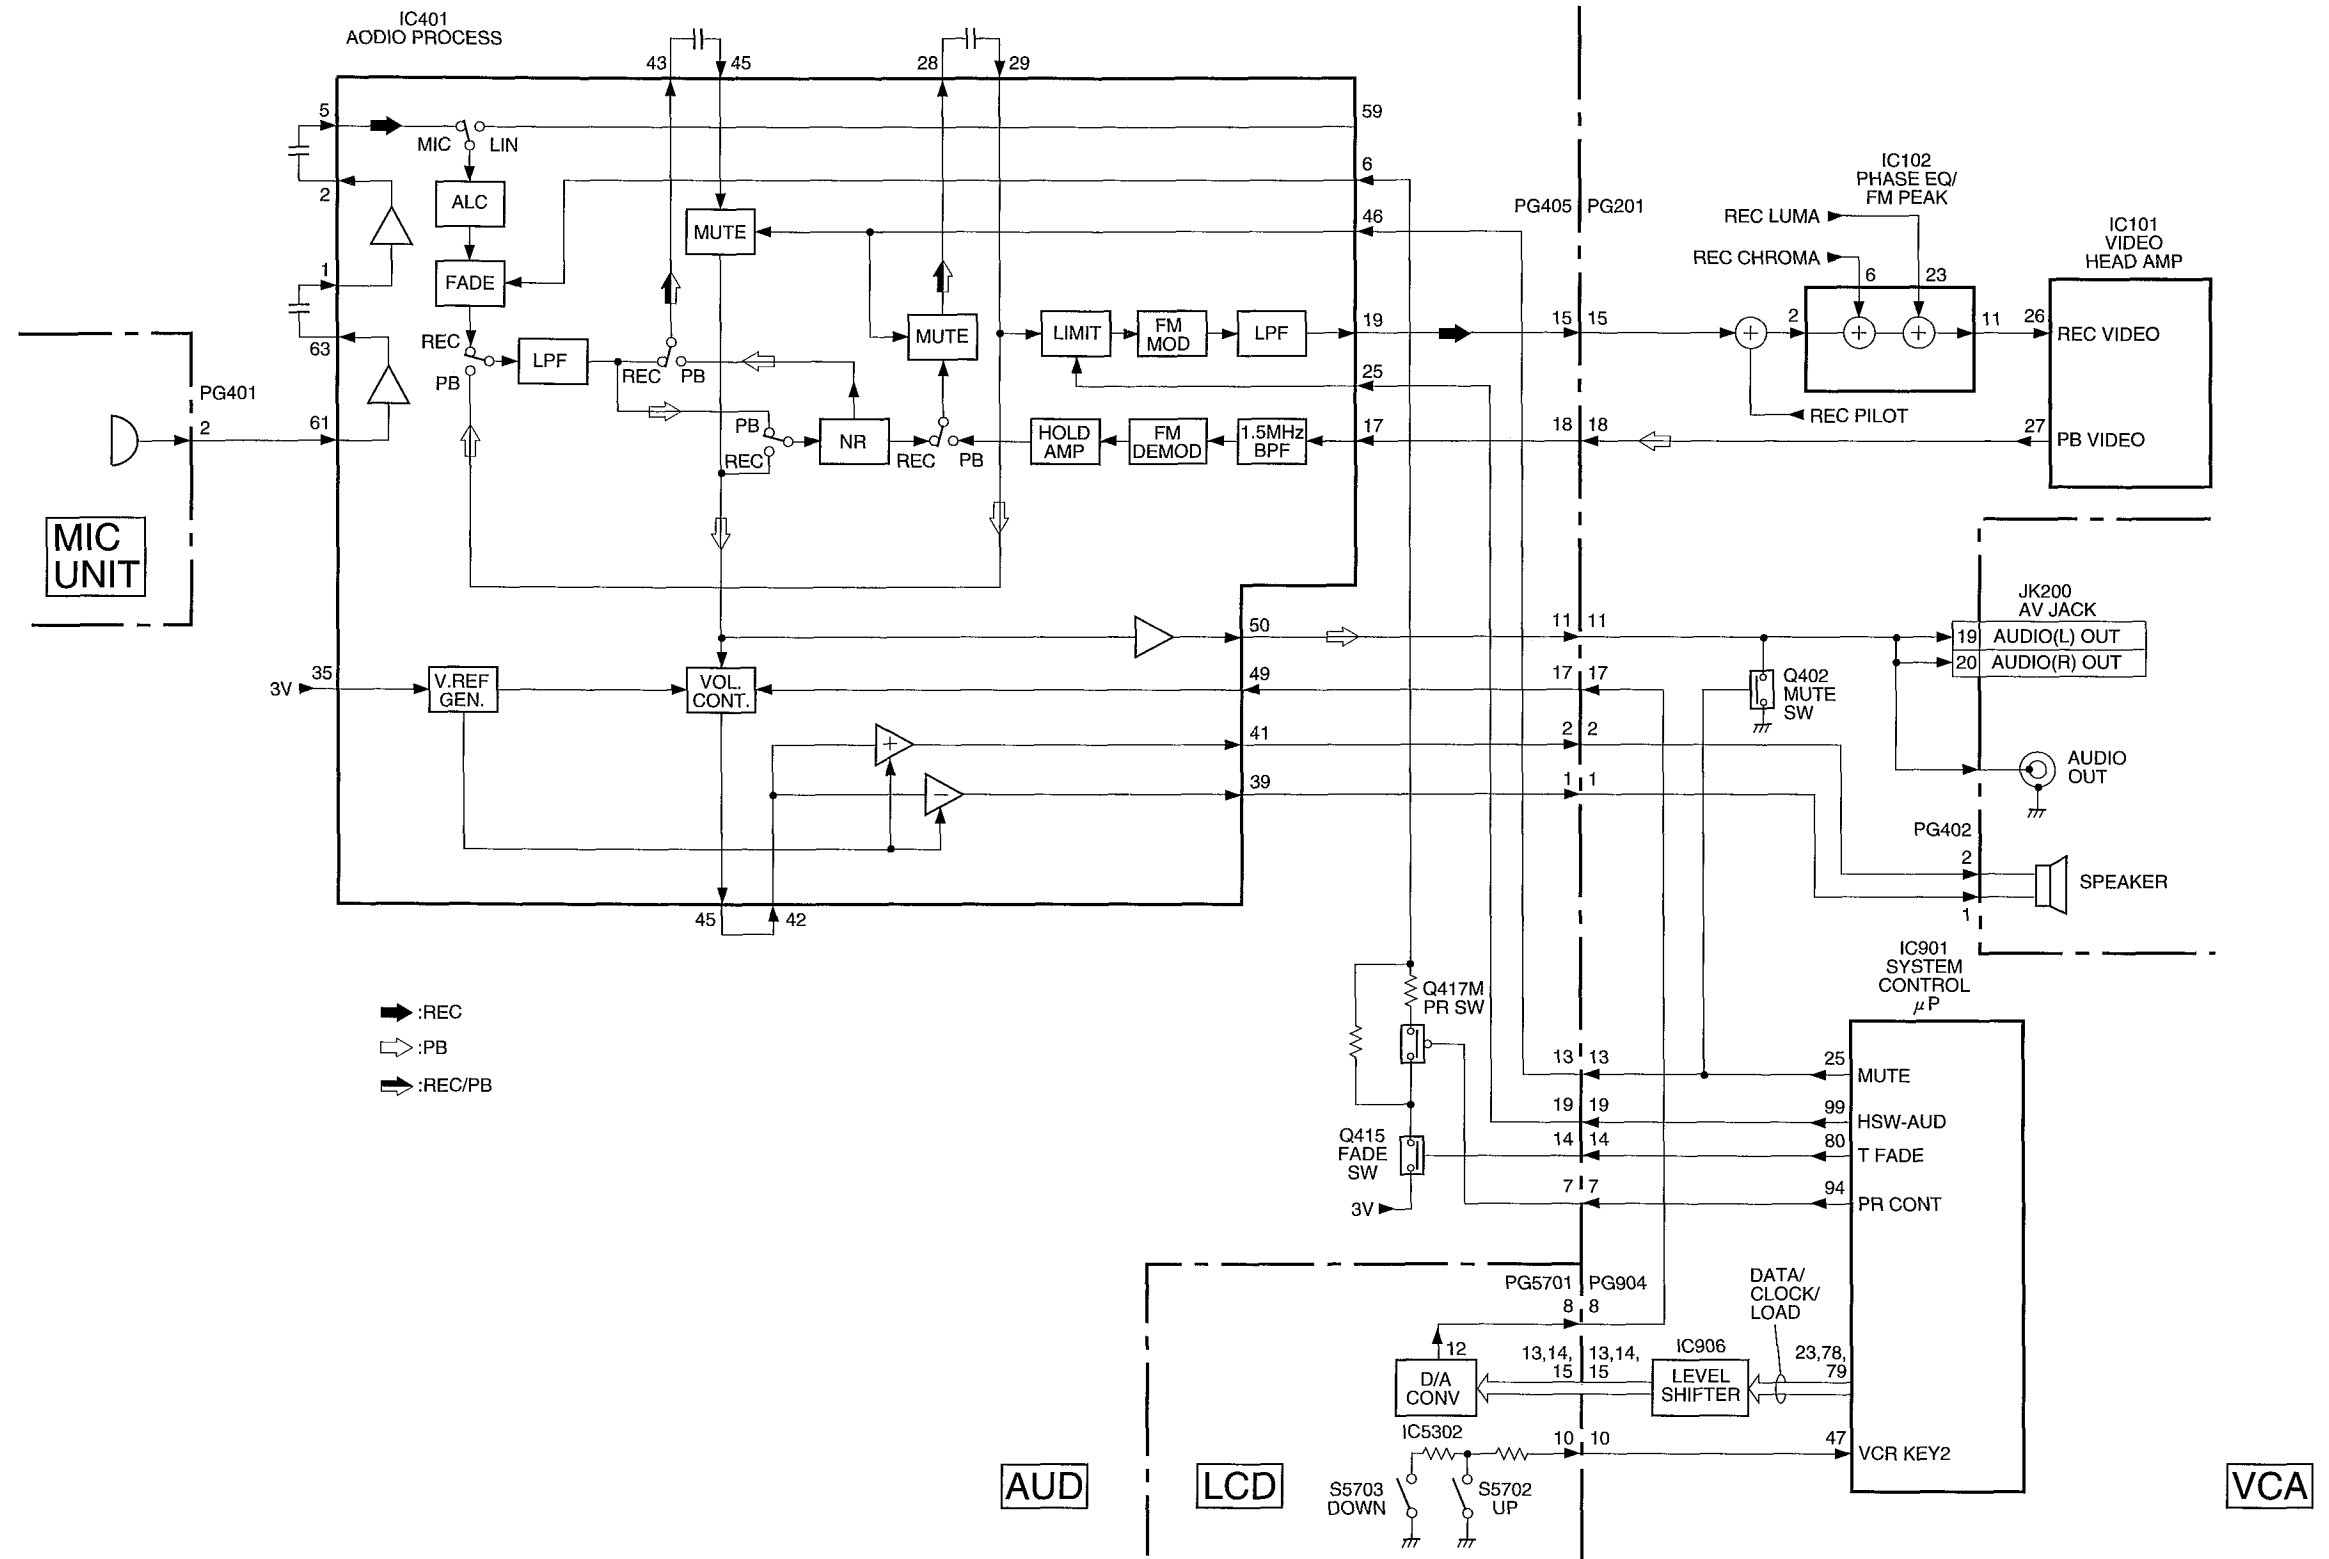 IC401
AODIO PROCESS
43 45 28 29
5 59
MIC LIN
6
2
ALC
46
MUTE
1
FADE
PG405 PG201
IC102
PHASE EQ/
FM PEAK
REC LUMA
REC CHROMA
6 23
IC101
VIDEO
HEAD AMP
63
REC
PB
LPF
REC PB
MUTE
LIMIT
FM
MOD
LPF
19 15 15
2 11 26
REC VIDEO
25
REC PILOT
PG401
2 61
PB
REC
NR
REC PB
HOLD
AMP
FM
DEMOD
1.5MHz
BPF
17 18 18
27 PB VIDEO
MIC
UNIT
JK200
AV JACK
50 11 11
19 AUDIO(L) OUT
20 AUDIO(R) OUT
3V 35
V.REF
GEN.
VOL.
CONT.
49 17 17
Q402
MUTE
SW
+
41 2 2
AUDIO
OUT
−
39 1 1
PG402
2
SPEAKER
1
45 42
IC901
SYSTEM
CONTROL
μP
:REC
:PB
:REC/PB
Q417M
PR SW
13 13 25 MUTE
19 19 99 HSW-AUD
Q415
FADE
SW
14 14 80 T FADE
3V
7 7 94 PR CONT
PG5701 PG904
8 8
DATA/
CLOCK/
LOAD
12
D/A
CONV
IC5302
13,14,
15
13,14,
15
IC906
LEVEL
SHIFTER
23,78,
79
10 10 47 VCR KEY2
S5703
DOWN
S5702
UP
AUD
LCD
VCA